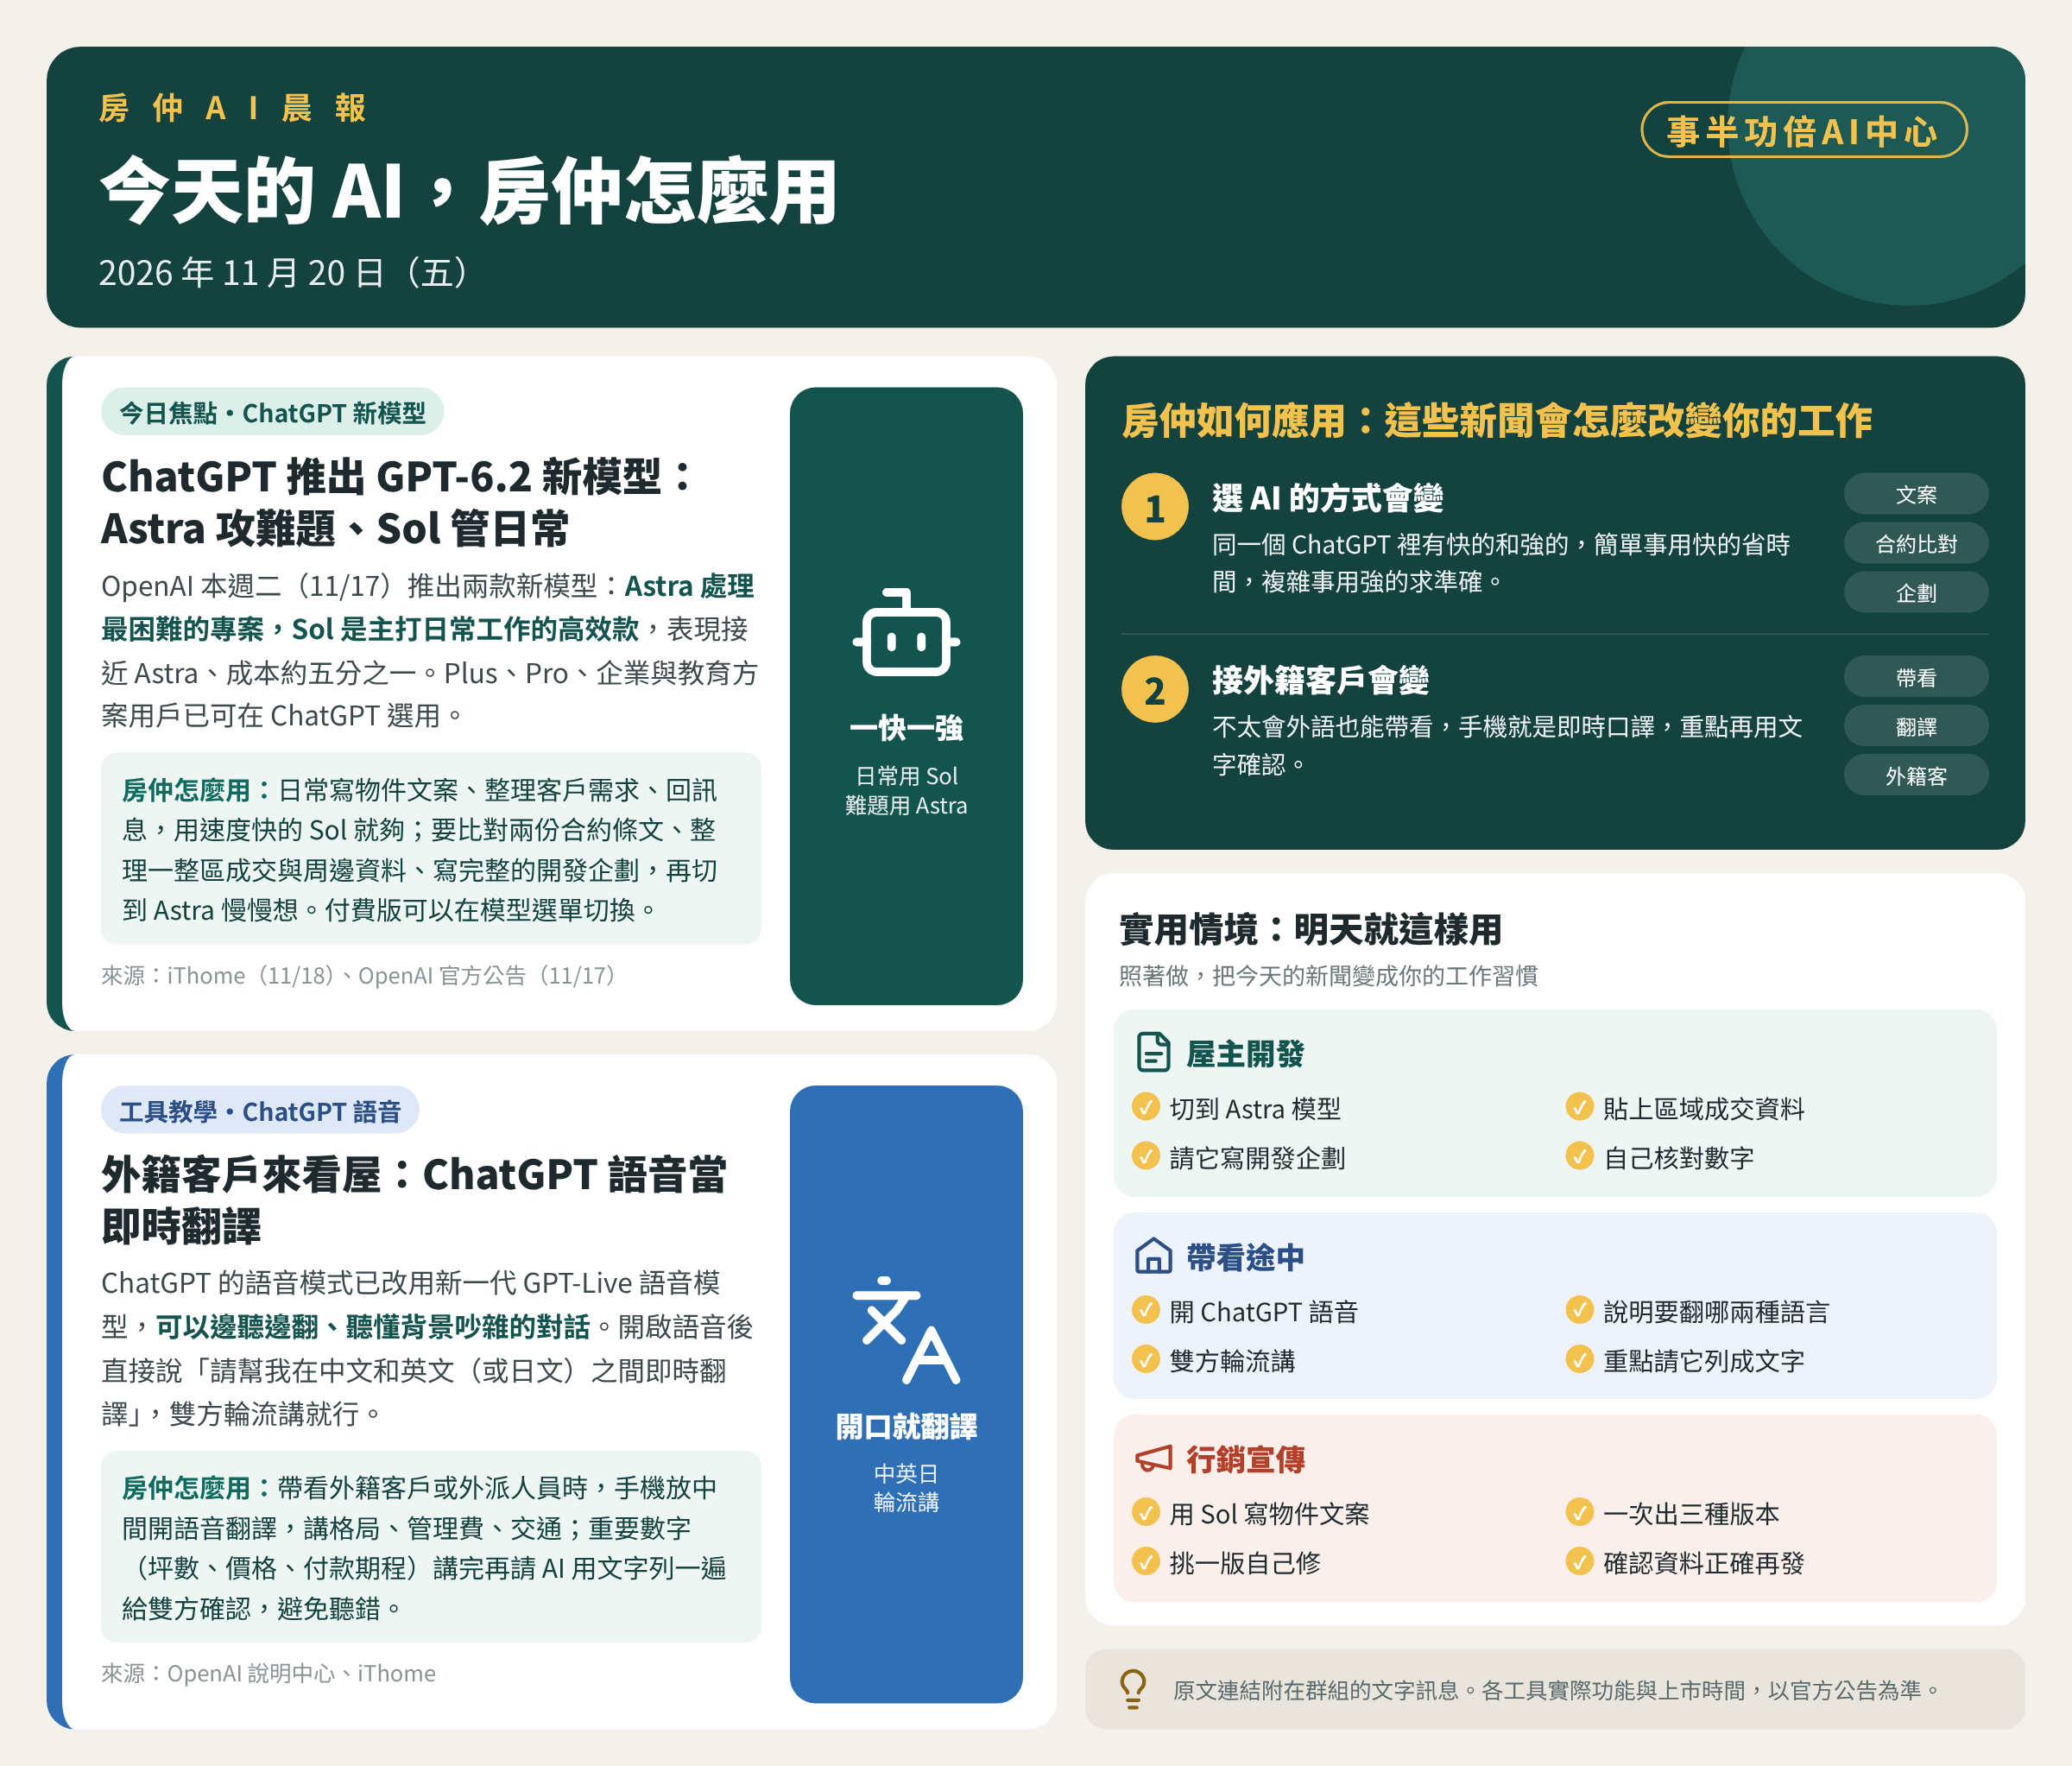 房仲AI晨報
今天的 AI，房仲怎麼用
2026 年 11 月 20 日（五）
事半功倍AI中心
今日焦點・ChatGPT 新模型
ChatGPT 推出 GPT-6.2 新模型：
Astra 攻難題、Sol 管日常
OpenAI 本週二（11/17）推出兩款新模型：Astra 處理
最困難的專案，Sol 是主打日常工作的高效款，表現接
近 Astra、成本約五分之一。Plus、Pro、企業與教育方
案用戶已可在 ChatGPT 選用。
房仲怎麼用：日常寫物件文案、整理客戶需求、回訊
息，用速度快的 Sol 就夠；要比對兩份合約條文、整
理一整區成交與周邊資料、寫完整的開發企劃，再切
到 Astra 慢慢想。付費版可以在模型選單切換。
來源：iThome（11/18）、OpenAI 官方公告（11/17）
一快一強
日常用 Sol
難題用 Astra
工具教學・ChatGPT 語音
外籍客戶來看屋：ChatGPT 語音當
即時翻譯
ChatGPT 的語音模式已改用新一代 GPT-Live 語音模
型，可以邊聽邊翻、聽懂背景吵雜的對話。開啟語音後
直接說「請幫我在中文和英文（或日文）之間即時翻
譯」，雙方輪流講就行。
房仲怎麼用：帶看外籍客戶或外派人員時，手機放中
間開語音翻譯，講格局、管理費、交通；重要數字
（坪數、價格、付款期程）講完再請 AI 用文字列一遍
給雙方確認，避免聽錯。
來源：OpenAI 說明中心、iThome
開口就翻譯
中英日
輪流講
房仲如何應用：這些新聞會怎麼改變你的工作
1
選 AI 的方式會變
同一個 ChatGPT 裡有快的和強的，簡單事用快的省時
間，複雜事用強的求準確。
文案
合約比對
企劃
2
接外籍客戶會變
不太會外語也能帶看，手機就是即時口譯，重點再用文
字確認。
帶看
翻譯
外籍客
實用情境：明天就這樣用
照著做，把今天的新聞變成你的工作習慣
屋主開發
切到 Astra 模型
貼上區域成交資料
請它寫開發企劃
自己核對數字
帶看途中
開 ChatGPT 語音
說明要翻哪兩種語言
雙方輪流講
重點請它列成文字
行銷宣傳
用 Sol 寫物件文案
一次出三種版本
挑一版自己修
確認資料正確再發
原文連結附在群組的文字訊息。各工具實際功能與上市時間，以官方公告為準。